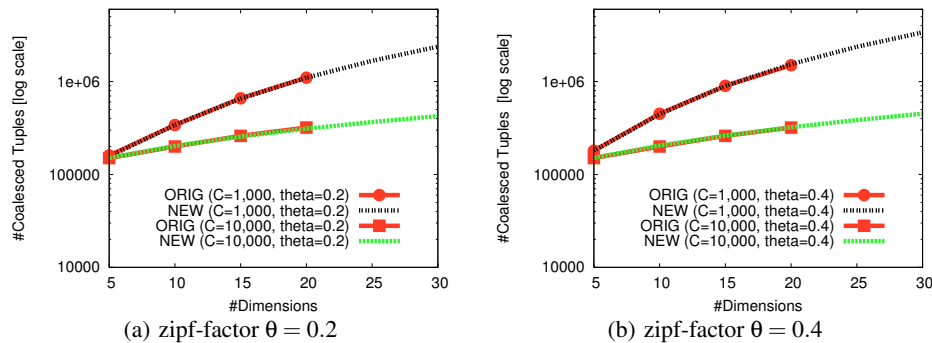 #Coalesced Tuples [log scale]
1e+06
100000
10000
ORIG (C=1,000, theta=0.2)
NEW (C=1,000, theta=0.2)
ORIG (C=10,000, theta=0.2)
NEW (C=10,000, theta=0.2)
5 10 15 20 25 30
#Dimensions
(a) zipf-factor θ = 0.2
#Coalesced Tuples [log scale]
1e+06
100000
10000
ORIG (C=1,000, theta=0.4)
NEW (C=1,000, theta=0.4)
ORIG (C=10,000, theta=0.4)
NEW (C=10,000, theta=0.4)
5 10 15 20 25 30
#Dimensions
(b) zipf-factor θ = 0.4